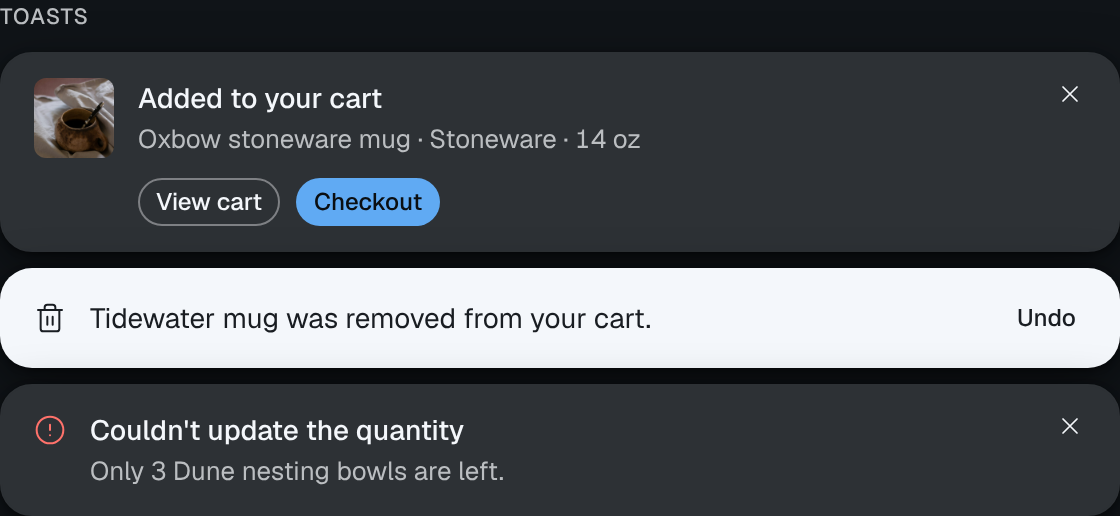 TOASTS
Added to your cart
Oxbow stoneware mug · Stoneware · 14 oz
View cart
Checkout
Tidewater mug was removed from your cart.
Undo
Couldn't update the quantity
Only 3 Dune nesting bowls are left.